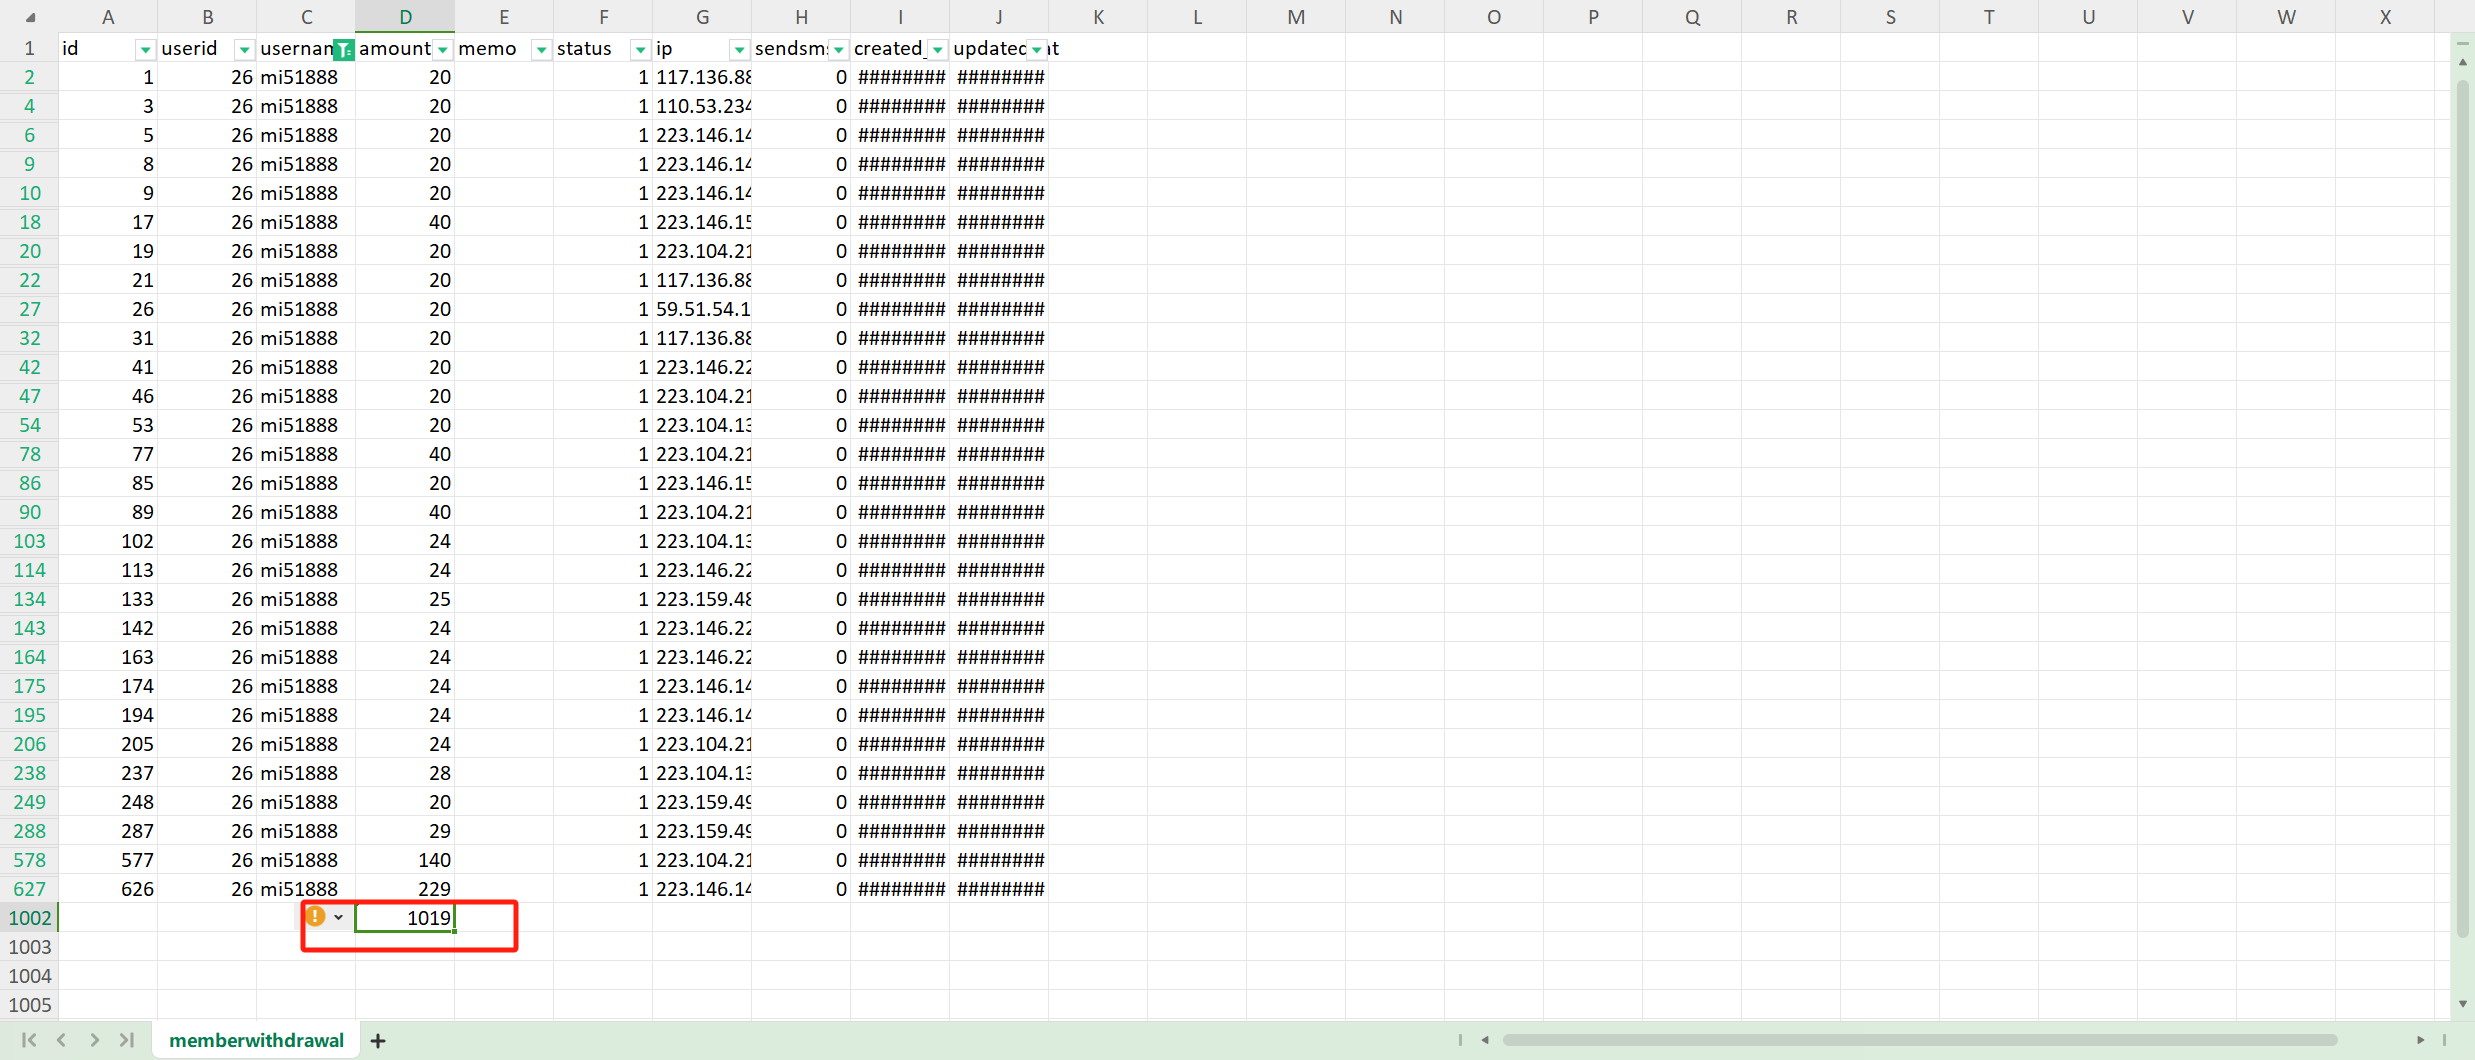 A B C D E F G H I J K L M N O P Q R S T U V W X
1 id userid usernam amount memo status ip sendsms created_ updated at
2 1 26 mi51888 20 1 117.136.88 0 ######## ########
4 3 26 mi51888 20 1 110.53.234 0 ######## ########
6 5 26 mi51888 20 1 223.146.14 0 ######## ########
9 8 26 mi51888 20 1 223.146.14 0 ######## ########
10 9 26 mi51888 20 1 223.146.14 0 ######## ########
18 17 26 mi51888 40 1 223.146.15 0 ######## ########
20 19 26 mi51888 20 1 223.104.21 0 ######## ########
22 21 26 mi51888 20 1 117.136.88 0 ######## ########
27 26 26 mi51888 20 1 59.51.54.1 0 ######## ########
32 31 26 mi51888 20 1 117.136.88 0 ######## ########
42 41 26 mi51888 20 1 223.146.22 0 ######## ########
47 46 26 mi51888 20 1 223.104.21 0 ######## ########
54 53 26 mi51888 20 1 223.104.13 0 ######## ########
78 77 26 mi51888 40 1 223.104.21 0 ######## ########
86 85 26 mi51888 20 1 223.146.15 0 ######## ########
90 89 26 mi51888 40 1 223.104.21 0 ######## ########
103 102 26 mi51888 24 1 223.104.13 0 ######## ########
114 113 26 mi51888 24 1 223.146.22 0 ######## ########
134 133 26 mi51888 25 1 223.159.48 0 ######## ########
143 142 26 mi51888 24 1 223.146.22 0 ######## ########
164 163 26 mi51888 24 1 223.146.22 0 ######## ########
175 174 26 mi51888 24 1 223.146.14 0 ######## ########
195 194 26 mi51888 24 1 223.146.14 0 ######## ########
206 205 26 mi51888 24 1 223.104.21 0 ######## ########
238 237 26 mi51888 28 1 223.104.13 0 ######## ########
249 248 26 mi51888 20 1 223.159.49 0 ######## ########
288 287 26 mi51888 29 1 223.159.49 0 ######## ########
578 577 26 mi51888 140 1 223.104.21 0 ######## ########
627 626 26 mi51888 229 1 223.146.14 0 ######## ########
1002 1019
1003
1004
1005
memberwithdrawal